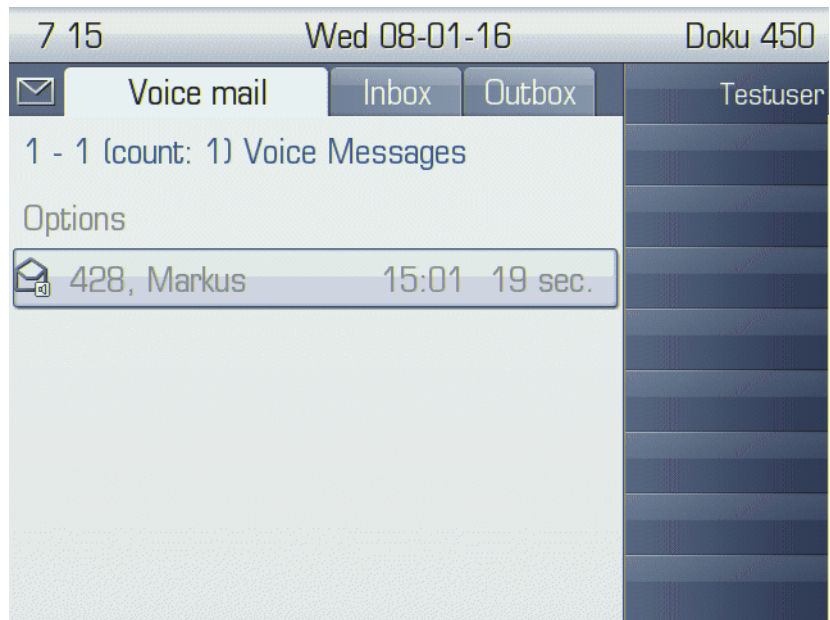 7 15 Wed 08-01-16 Doku 450
Voice mail Inbox Outbox Testuser
1 - 1 (count: 1) Voice Messages
Options
428, Markus 15:01 19 sec.